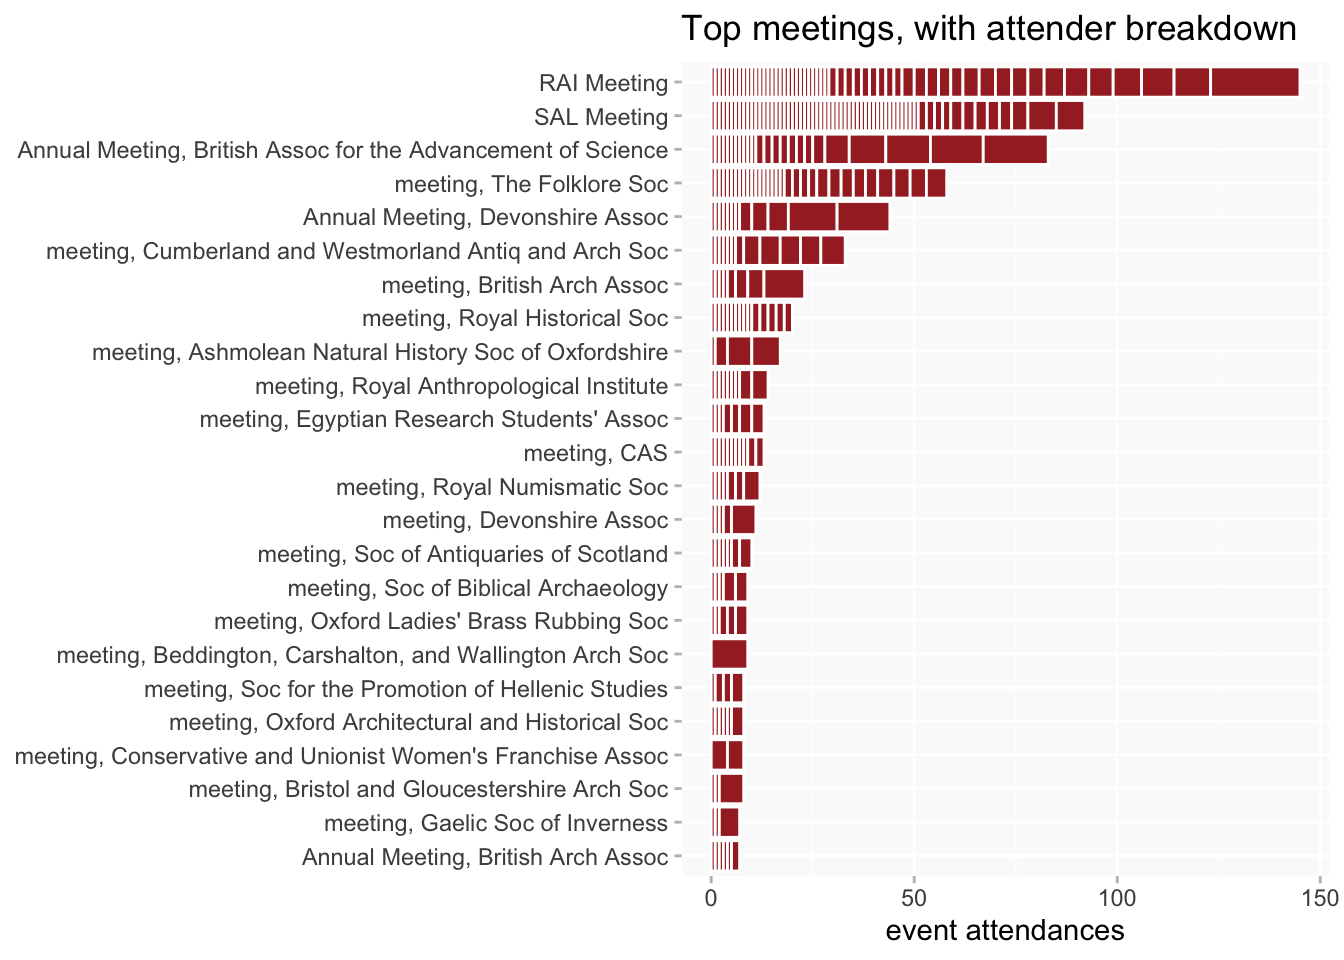 Top meetings, with attender breakdown
RAI Meeting
SAL Meeting
Annual Meeting, British Assoc for the Advancement of Science
meeting, The Folklore Soc
Annual Meeting, Devonshire Assoc
meeting, Cumberland and Westmorland Antiq and Arch Soc
meeting, British Arch Assoc
meeting, Royal Historical Soc
meeting, Ashmolean Natural History Soc of Oxfordshire
meeting, Royal Anthropological Institute
meeting, Egyptian Research Students' Assoc
meeting, CAS
meeting, Royal Numismatic Soc
meeting, Devonshire Assoc
meeting, Soc of Antiquaries of Scotland
meeting, Soc of Biblical Archaeology
meeting, Oxford Ladies' Brass Rubbing Soc
meeting, Beddington, Carshalton, and Wallington Arch Soc
meeting, Soc for the Promotion of Hellenic Studies
meeting, Oxford Architectural and Historical Soc
meeting, Conservative and Unionist Women's Franchise Assoc
meeting, Bristol and Gloucestershire Arch Soc
meeting, Gaelic Soc of Inverness
Annual Meeting, British Arch Assoc
0 50 100 150
event attendances